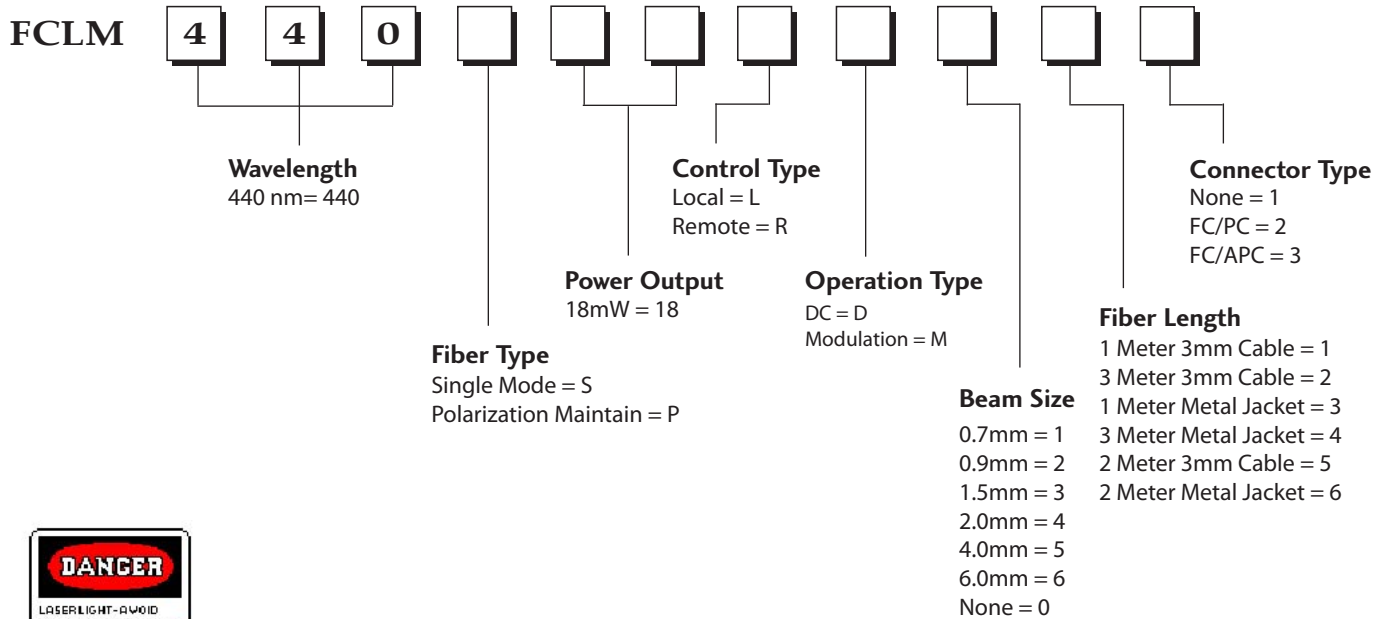 FCLM 4 4 0
Wavelength
440 nm= 440
Control Type
Local = L
Remote = R
Connector Type
None = 1
FC/PC = 2
FC/APC = 3
Power Output
18mW = 18
Operation Type
DC = D
Modulation = M
Fiber Length
1 Meter 3mm Cable = 1
3 Meter 3mm Cable = 2
1 Meter Metal Jacket = 3
3 Meter Metal Jacket = 4
2 Meter 3mm Cable = 5
2 Meter Metal Jacket = 6
Fiber Type
Single Mode = S
Polarization Maintain = P
Beam Size
0.7mm = 1
0.9mm = 2
1.5mm = 3
2.0mm = 4
4.0mm = 5
6.0mm = 6
None = 0
DANGER
LASERLIGHT-AVOID